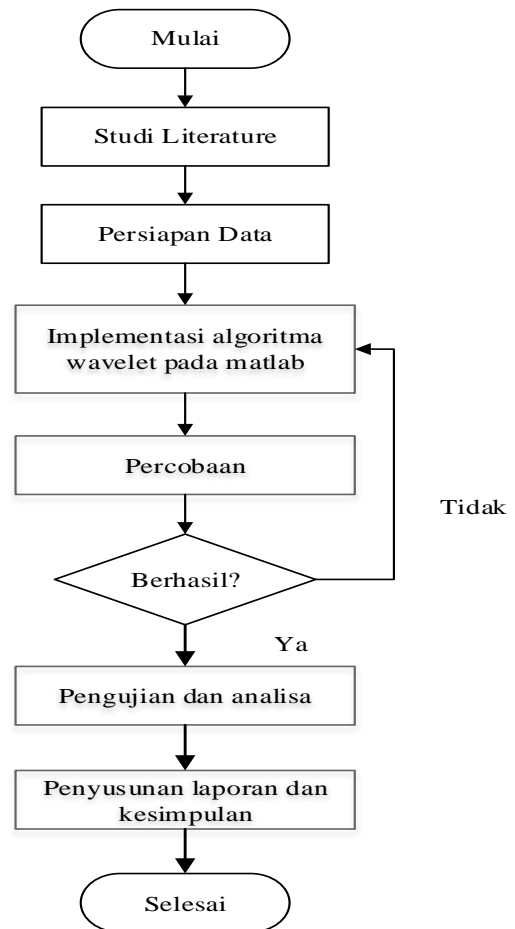 Mulai
Studi Literature
Persiapan Data
Implementasi algoritma
wavelet pada matlab
Percobaan
Tidak
Berhasil?
Ya
Pengujian dan analisa
Penyusunan laporan dan
kesimpulan
Selesai